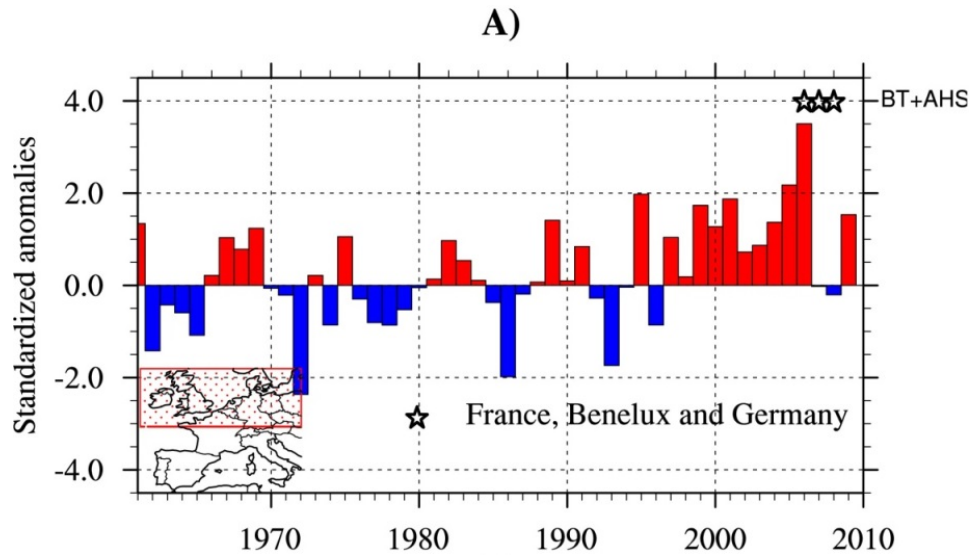 A)
Standardized anomalies
4.0
2.0
0.0
-2.0
-4.0
BT+AHS
France, Benelux and Germany
1970
1980
1990
2000
2010